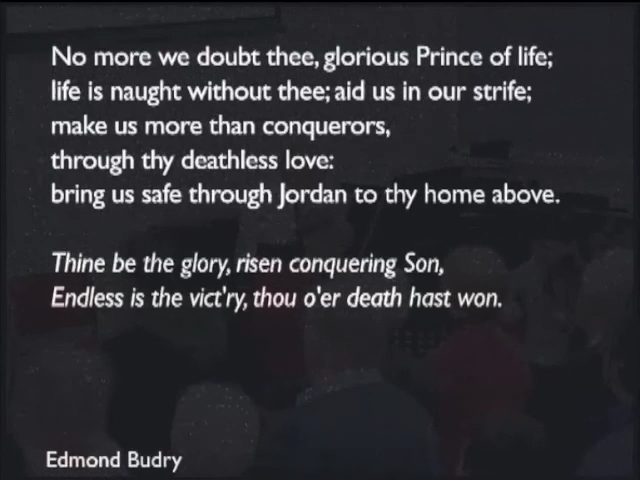 No more we doubt thee, glorious Prince of life;
life is naught without thee; aid us in our strife;
make us more than conquerors,
through thy deathless love:
bring us safe through Jordan to thy home above.
Thine be the glory, risen conquering Son,
Endless is the vict'ry, thou o'er death hast won.
Edmond Budry